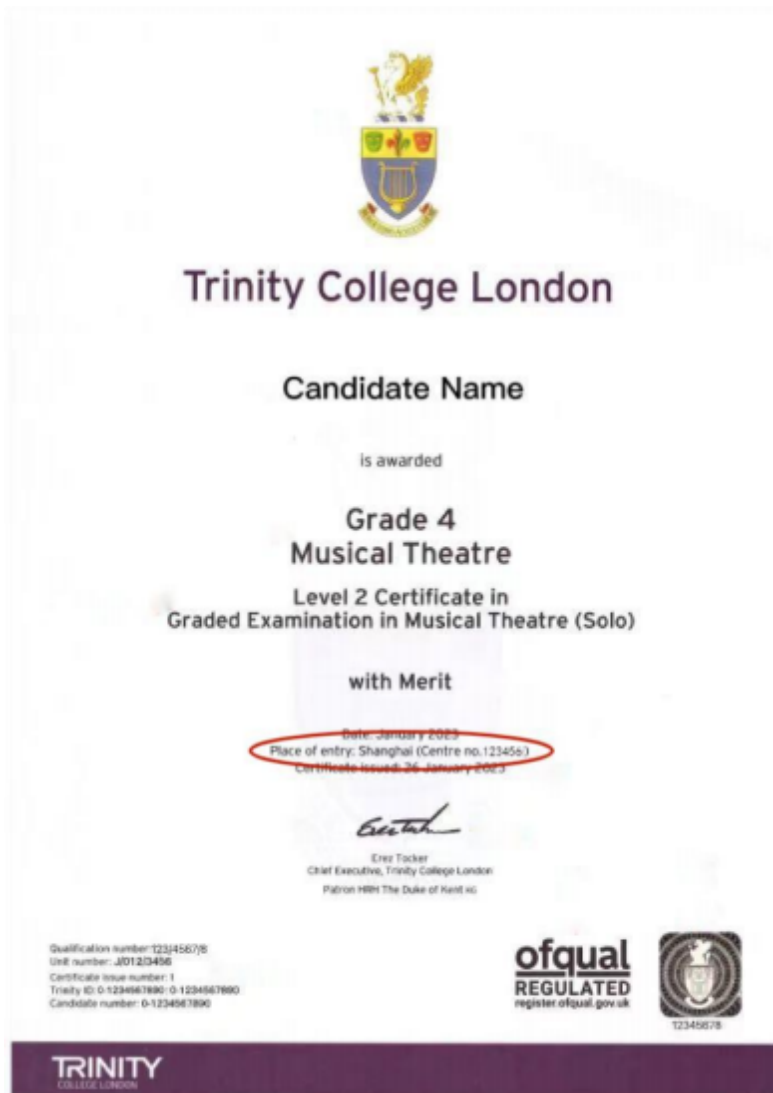 Trinity College London
Candidate Name
is awarded
Grade 4
Musical Theatre
Level 2 Certificate in
Graded Examination in Musical Theatre (Solo)
with Merit
Date: January 2023
Place of entry: Shanghai (Centre no.123456)
Certificate issued: 26 January 2023
Erez Tocker
Chief Executive, Trinity College London
Patron HRH The Duke of Kent KG
Qualification number:123/4567/8
Unit number: J/012/3456
Certificate issue number: 1
Trinity ID: 0-1234567890: 0-1234567890
Candidate number: 0-1234567890
ofqual
REGULATED
register.ofqual.gov.uk
12345678
TRINITY
COLLEGE LONDON